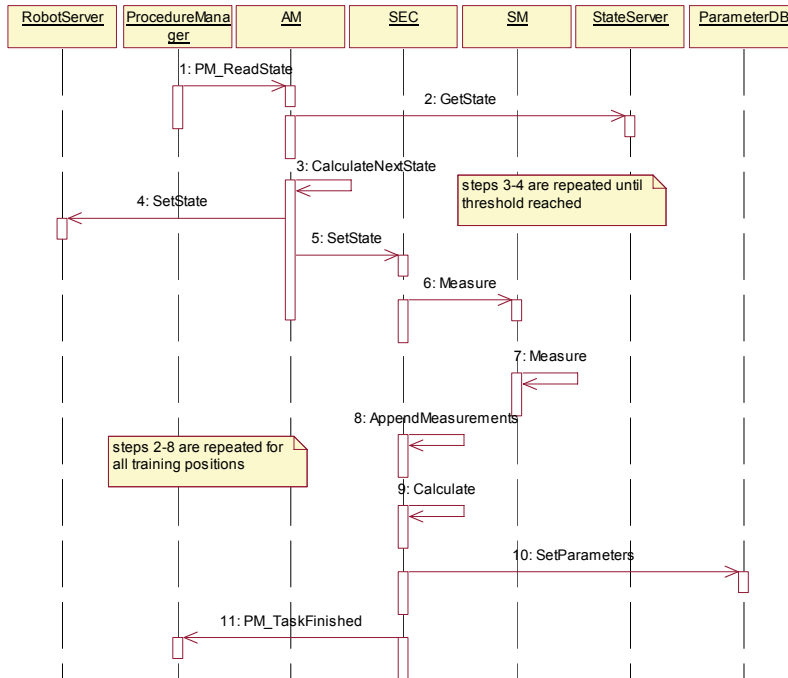 RobotServer
ProcedureMana
ger
AM
SEC
SM
StateServer
ParameterDB
1: PM_ReadState
2: GetState
3: CalculateNextState
steps 3-4 are repeated until
threshold reached
4: SetState
5: SetState
6: Measure
7: Measure
8: AppendMeasurements
steps 2-8 are repeated for
all training positions
9: Calculate
10: SetParameters
11: PM_TaskFinished